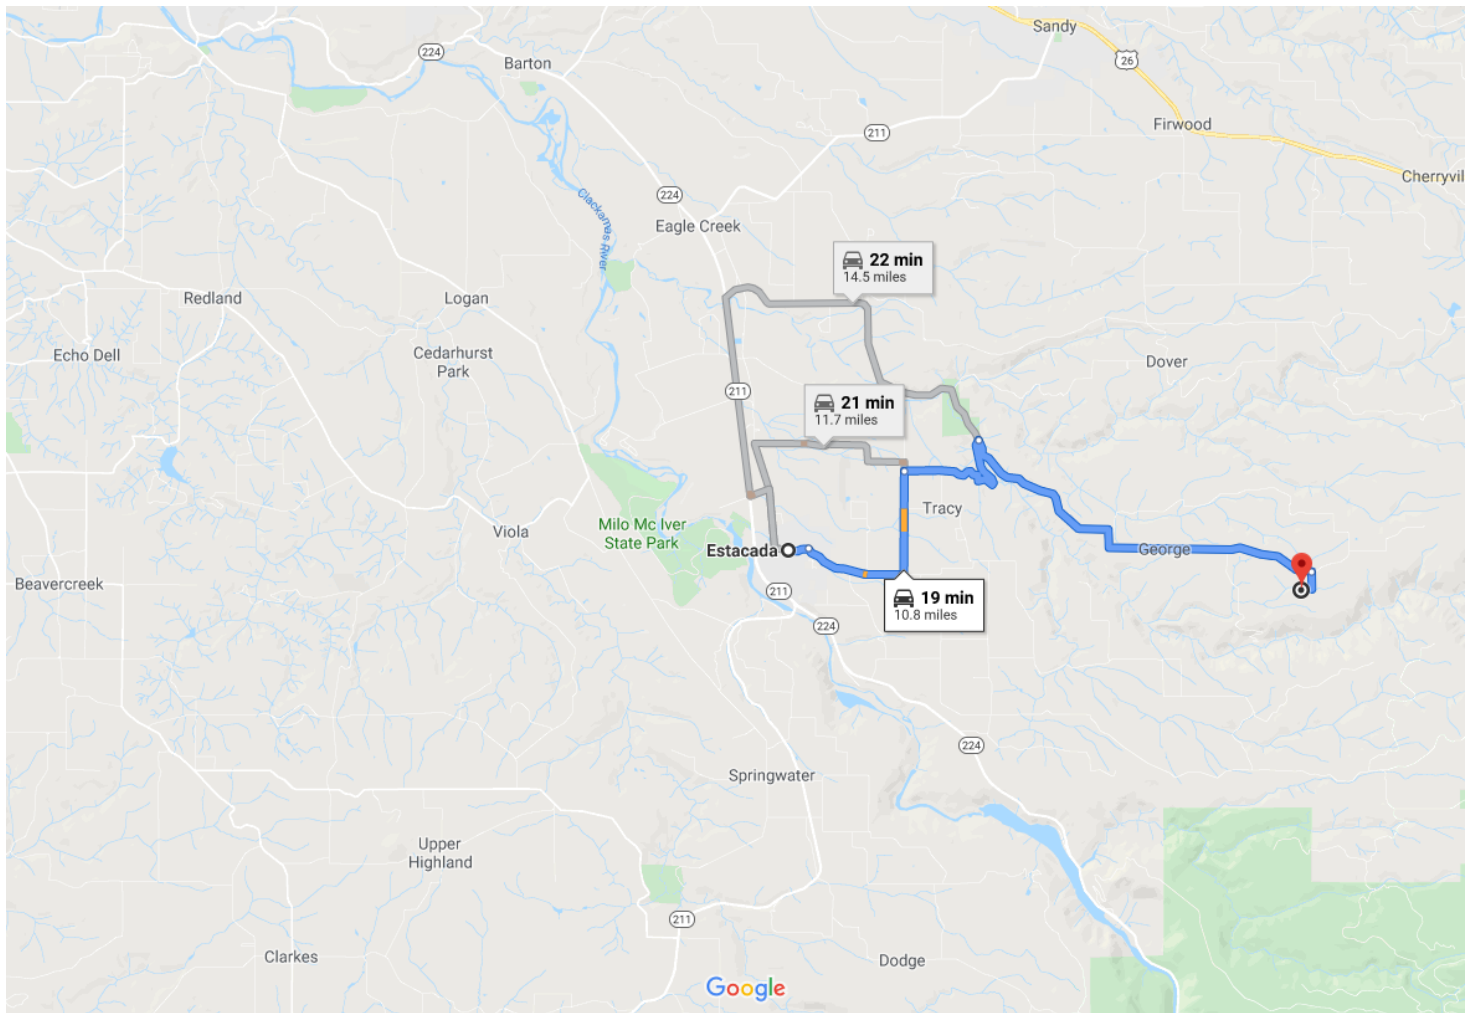 Sandy
224
26
Barton
Firwood
211
Cherryvil
Clackamas River
224
Eagle Creek
22 min
14.5 miles
Redland
Logan
Echo Dell
Cedarhurst
Park
Dover
211
21 min
11.7 miles
Tracy
Viola
Milo Mc Iver
State Park
Estacada
George
Beavercreek
211
19 min
10.8 miles
224
224
Springwater
Upper
Highland
211
Clarkes
Dodge
Google